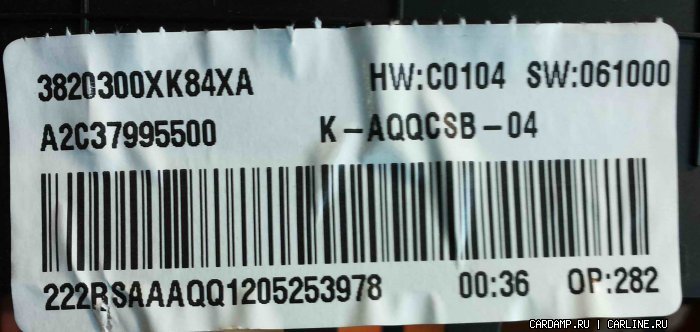 3820300XK84XA HW:C0104 SW:061000
A2C37995500 K-AQQCSB-04
222RSAAAQQ1205253978 00:36 OP:282
CARDAMP.RU | CARLINE.RU